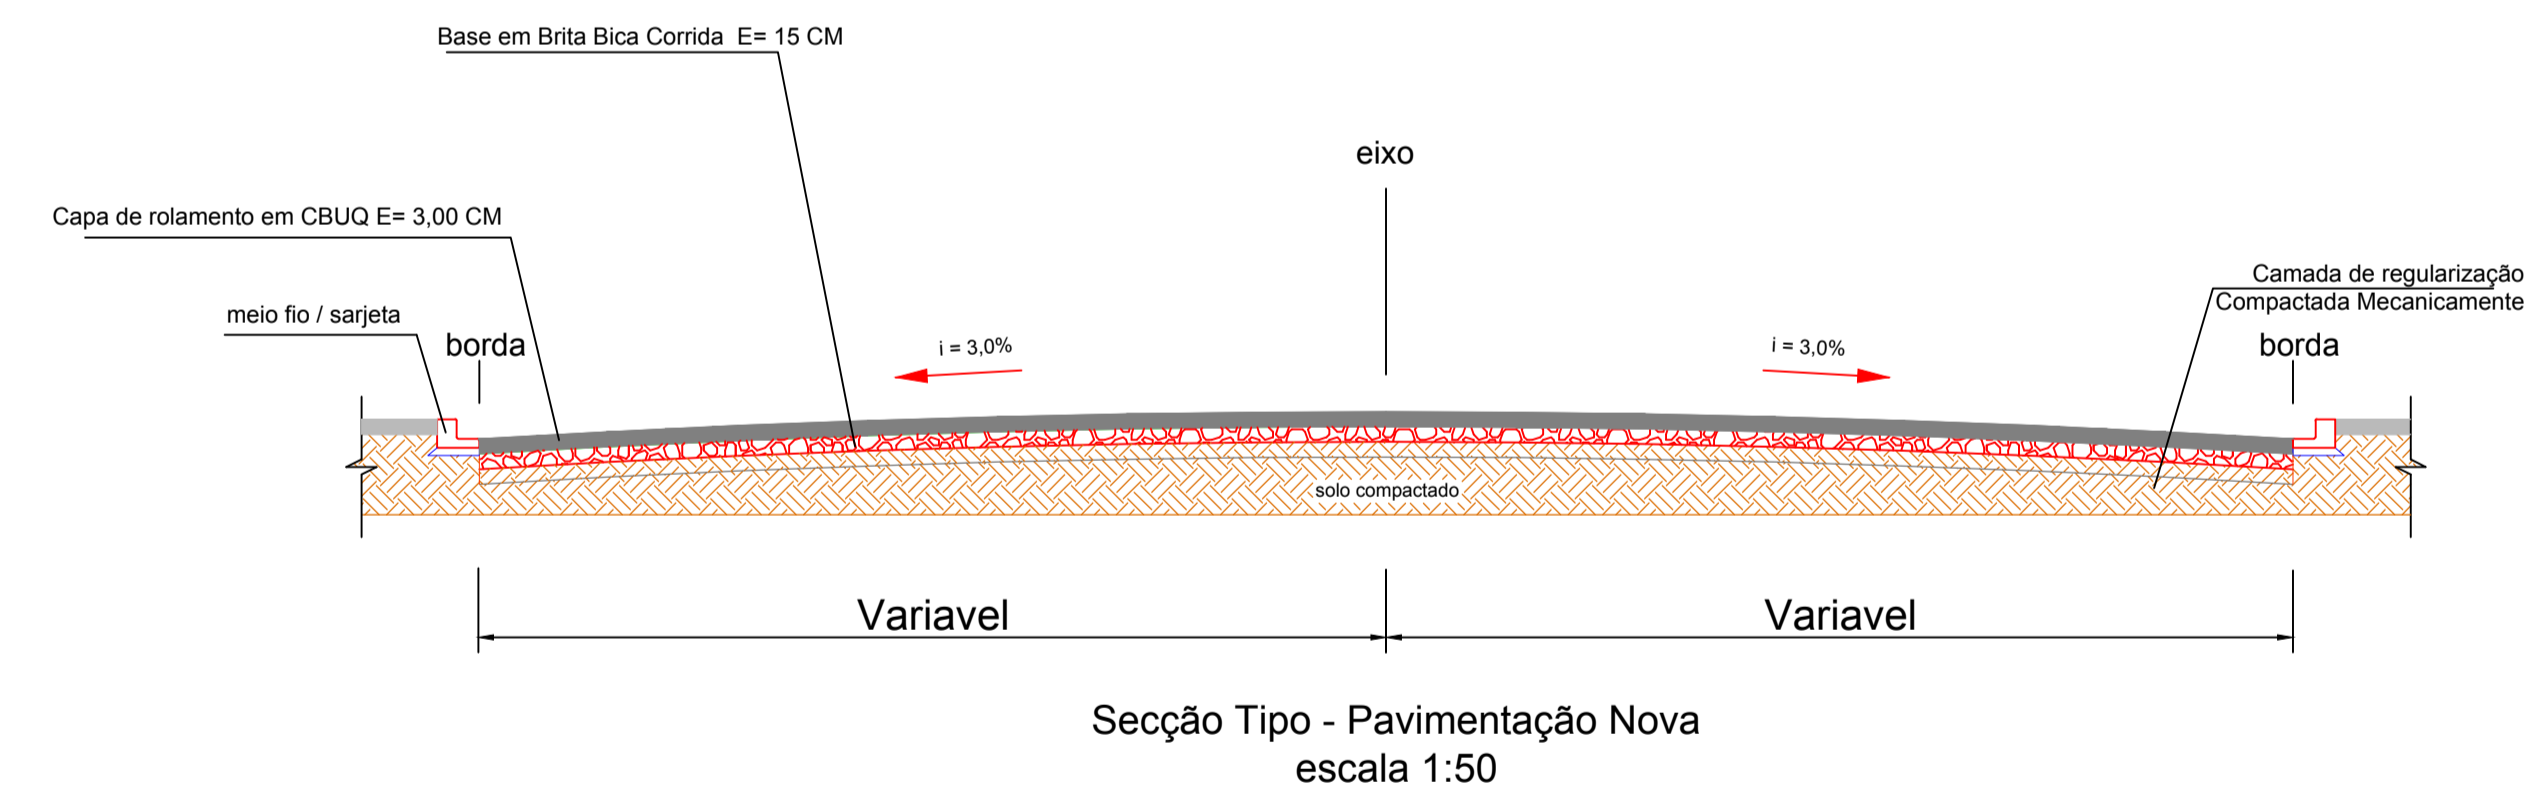 Base em Brita Bica Corrida E= 15 CM
eixo
Capa de rolamento em CBUQ E= 3,00 CM
Camada de regularização
Compactada Mecanicamente
meio fio / sarjeta
borda
i = 3,0%
i = 3,0%
borda
solo compactado
Variavel
Variavel
Secção Tipo - Pavimentação Nova
escala 1:50